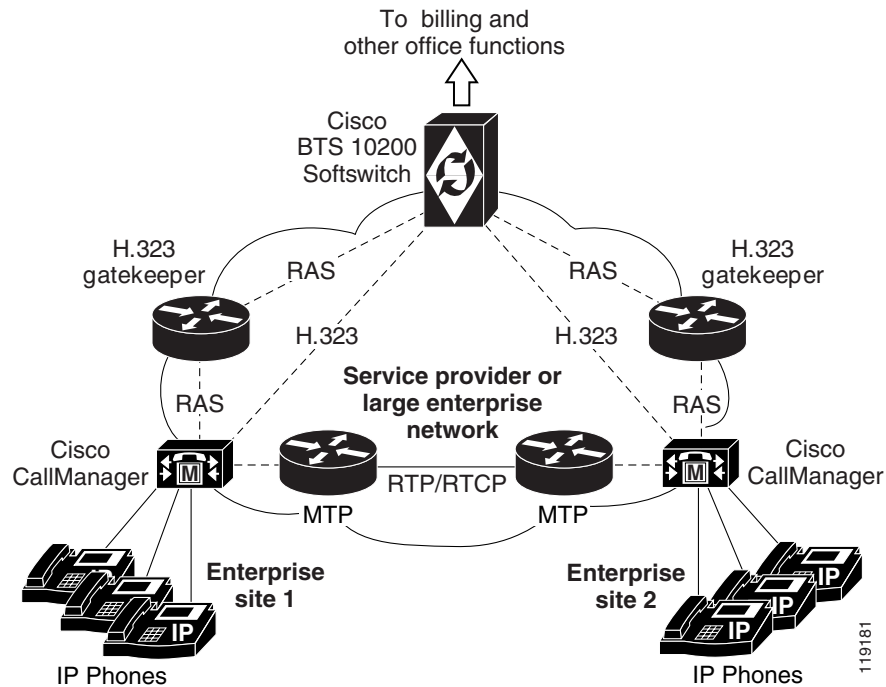 To billing and
other office functions
Cisco
BTS 10200
Softswitch
H.323
gatekeeper
H.323
gatekeeper
RAS
RAS
H.323
H.323
Service provider or
large enterprise
network
RAS
RAS
Cisco
CallManager
Cisco
CallManager
M
M
RTP/RTCP
MTP
MTP
Enterprise
site 1
Enterprise
site 2
IP
IP
IP
IP
IP Phones
IP Phones
119181